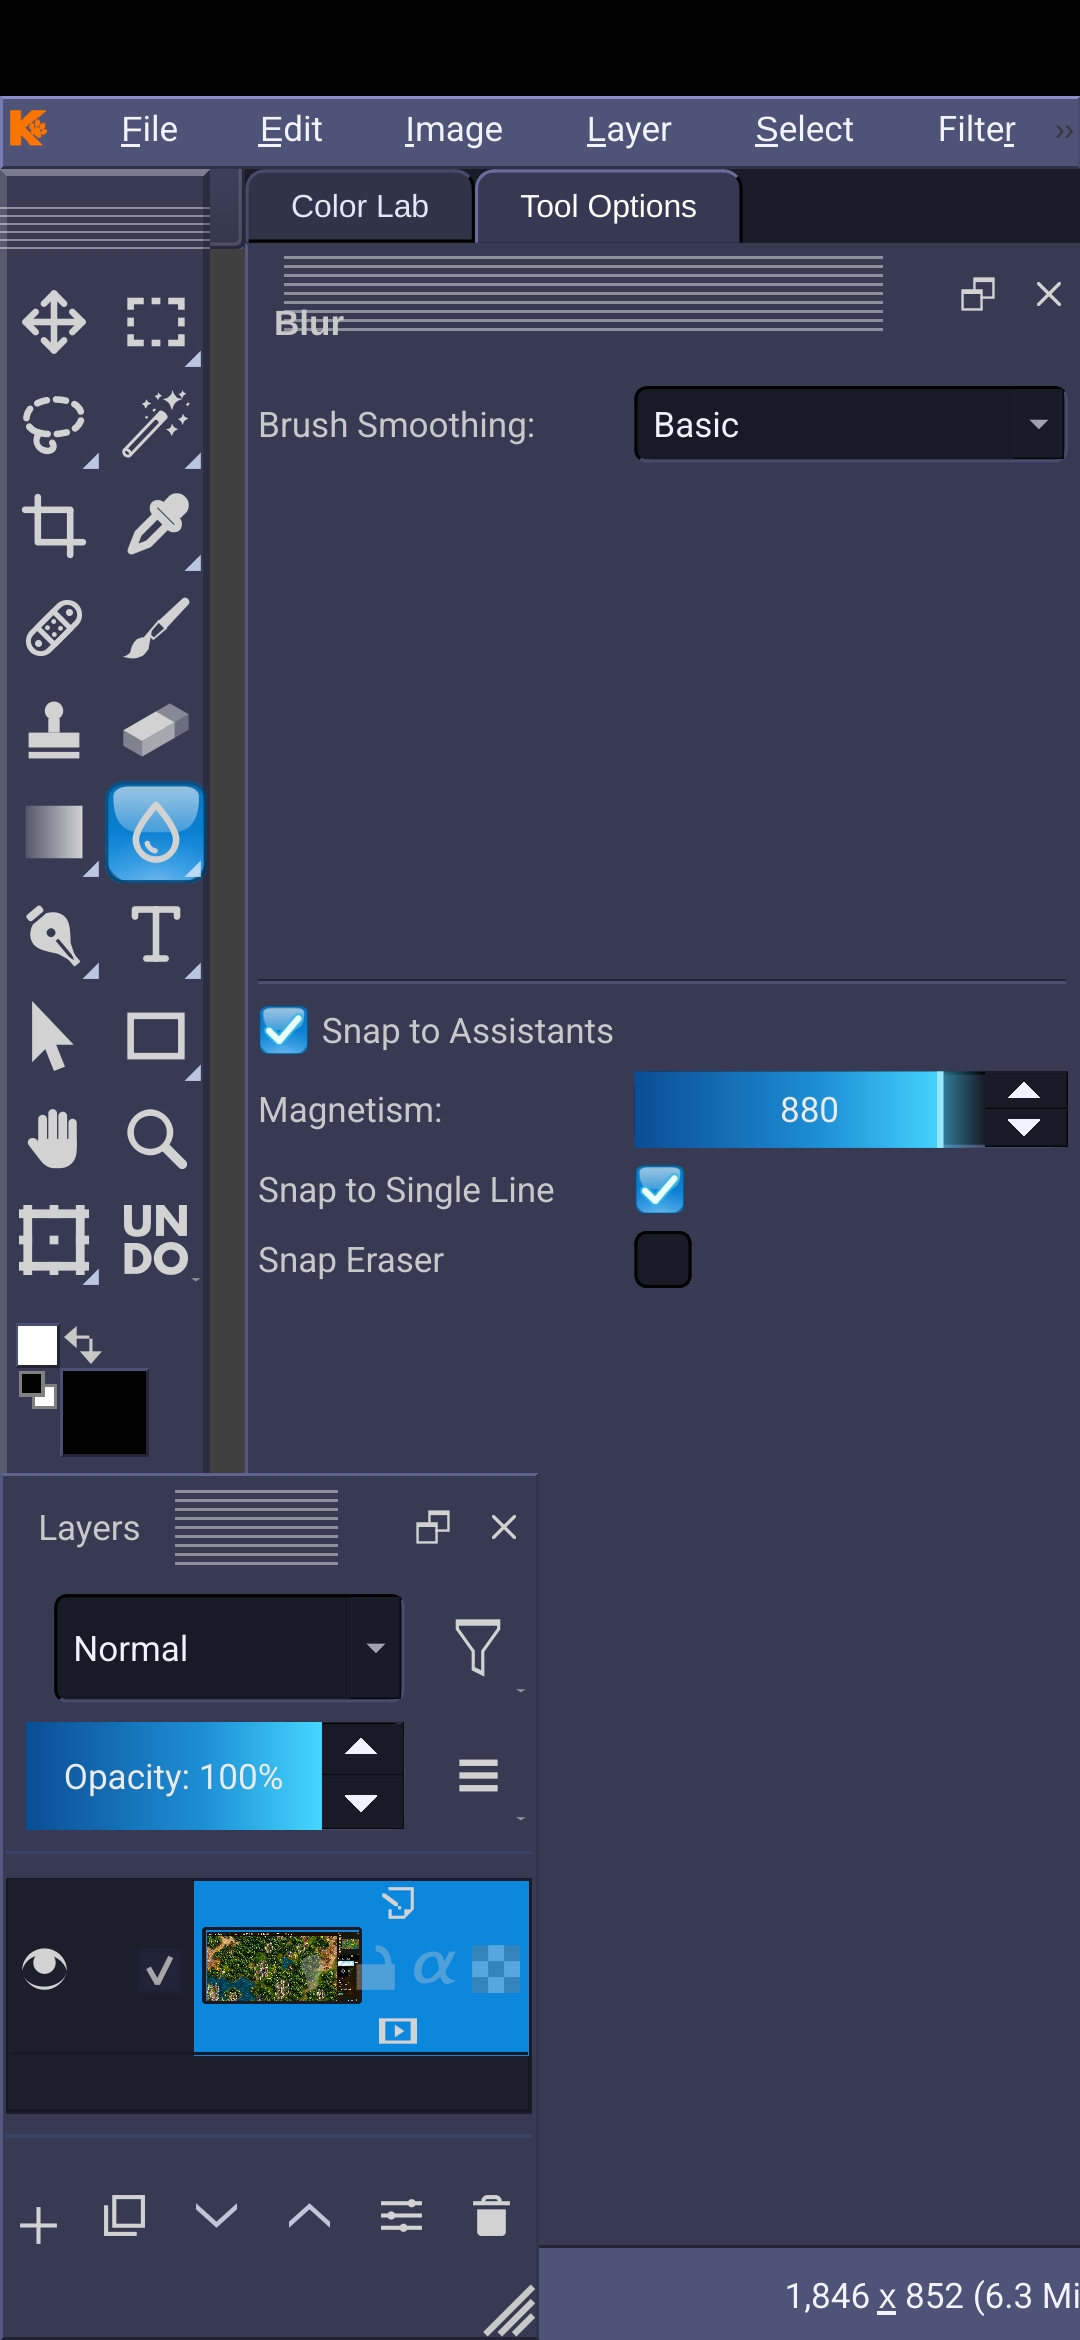 File Edit Image Layer Select Filter »
Color Lab Tool Options
Blur
Brush Smoothing: Basic
T
Snap to Assistants
Magnetism: 880
Snap to Single Line
Snap Eraser
UN
DO
Layers
Normal
Opacity: 100%
α
1,846 x 852 (6.3 Mi